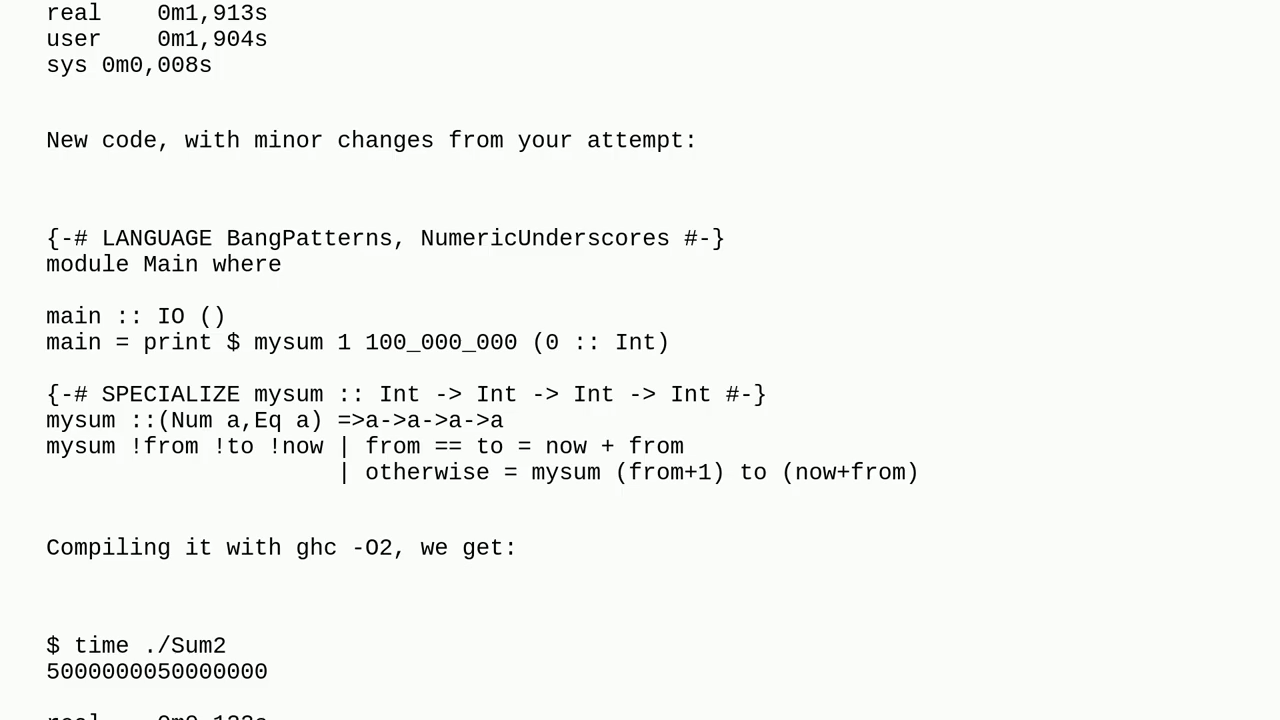 real    0m1,913s
user    0m1,904s
sys 0m0,008s
New code, with minor changes from your attempt:
{-# LANGUAGE BangPatterns, NumericUnderscores #-}
module Main where
main :: IO ()
main = print $ mysum 1 100_000_000 (0 :: Int)
{-# SPECIALIZE mysum :: Int -> Int -> Int -> Int #-}
mysum ::(Num a,Eq a) =>a->a->a->a
mysum !from !to !now | from == to = now + from
                     | otherwise = mysum (from+1) to (now+from)
Compiling it with ghc -O2, we get:
$ time ./Sum2
5000000050000000
real